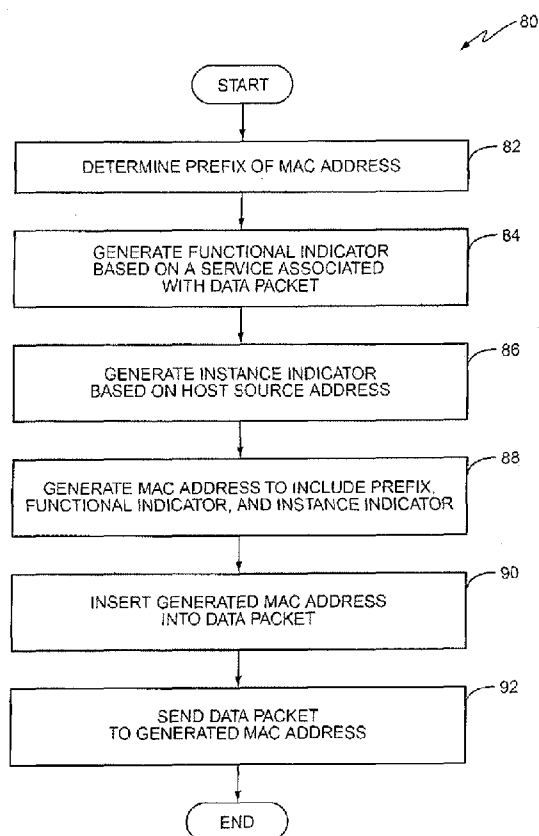 80
START
DETERMINE PREFIX OF MAC ADDRESS
82
GENERATE FUNCTIONAL INDICATOR
BASED ON A SERVICE ASSOCIATED
WITH DATA PACKET
84
GENERATE INSTANCE INDICATOR
BASED ON HOST SOURCE ADDRESS
86
GENERATE MAC ADDRESS TO INCLUDE PREFIX,
FUNCTIONAL INDICATOR, AND INSTANCE INDICATOR
88
INSERT GENERATED MAC ADDRESS
INTO DATA PACKET
90
SEND DATA PACKET
TO GENERATED MAC ADDRESS
92
END